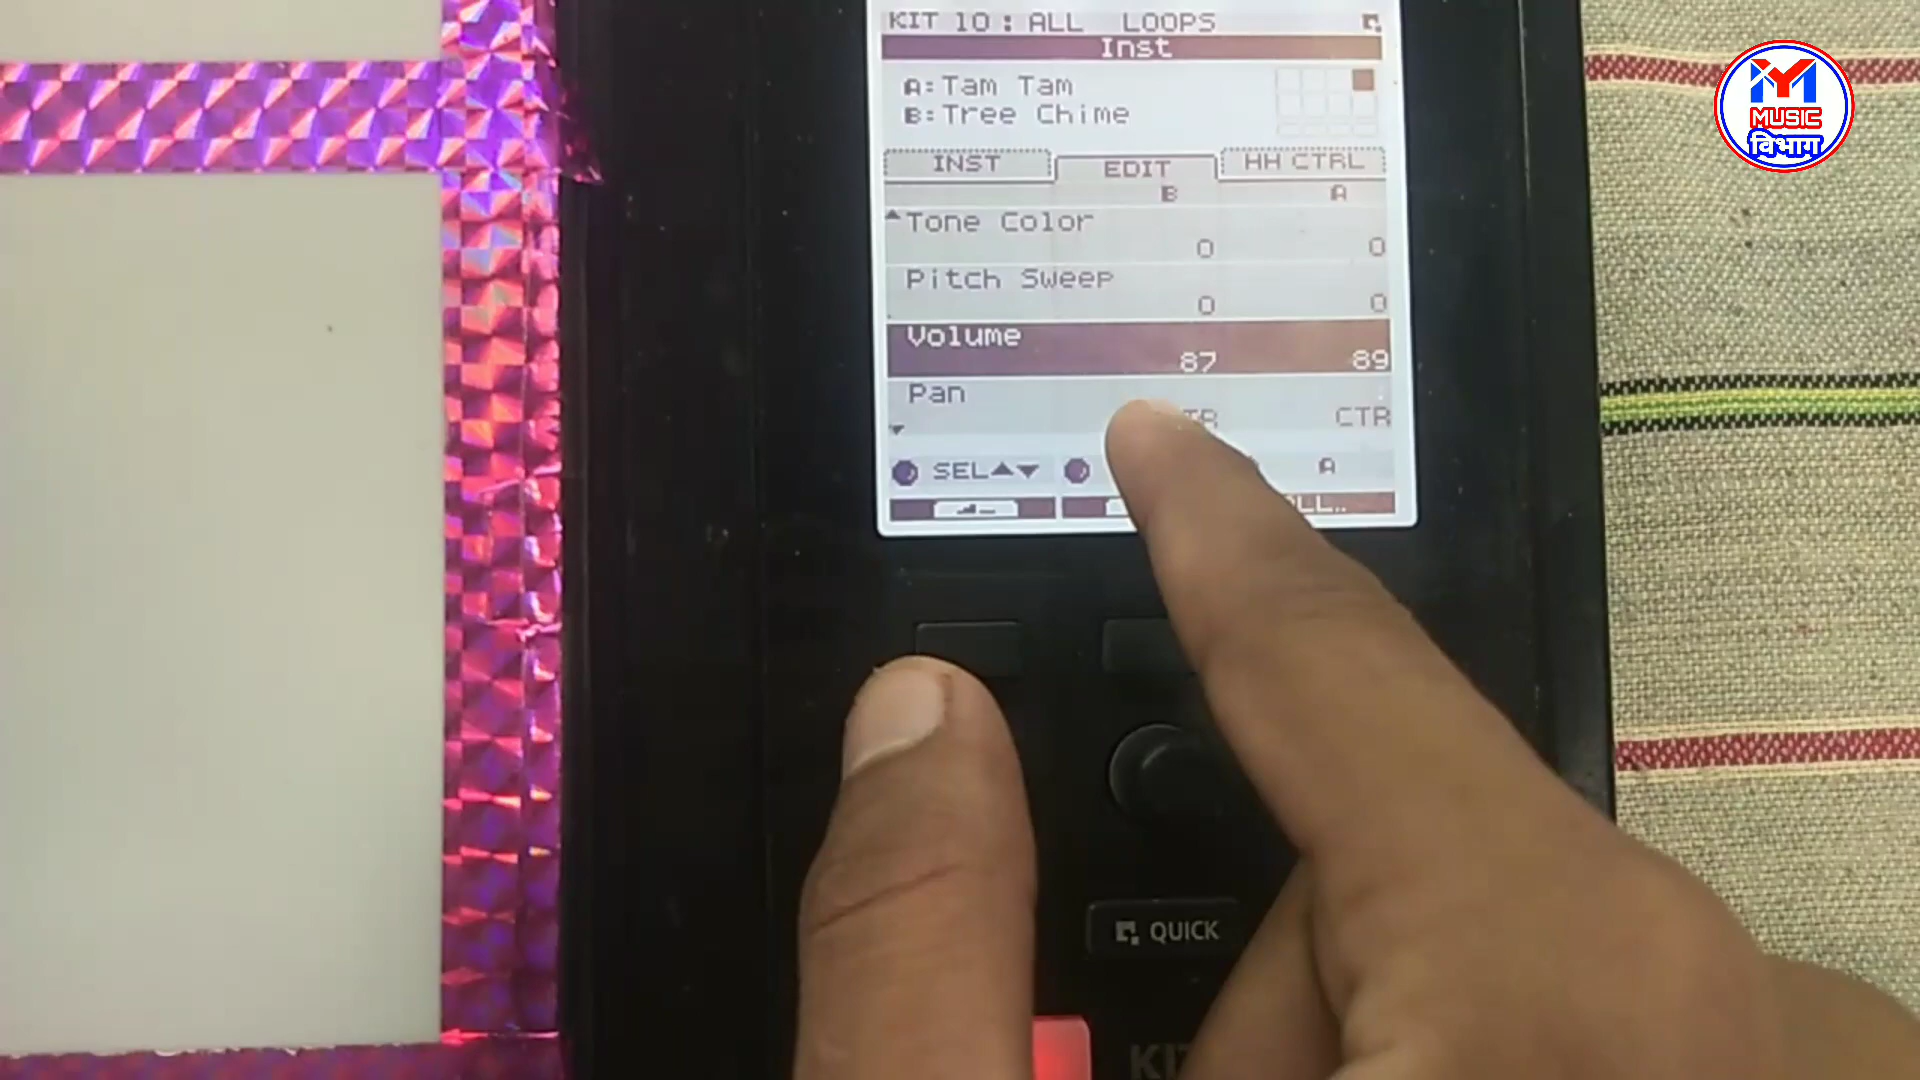 KIT 10 : ALL LOOPS
Inst
A:Tam Tam
B:Tree Chime
INST EDIT HH CTRL
B A
Tone Color
0 0
Pitch Sweep
0 0
Volume
87 89
Pan
CTR
SEL A
QUICK
MUSIC
विभाग